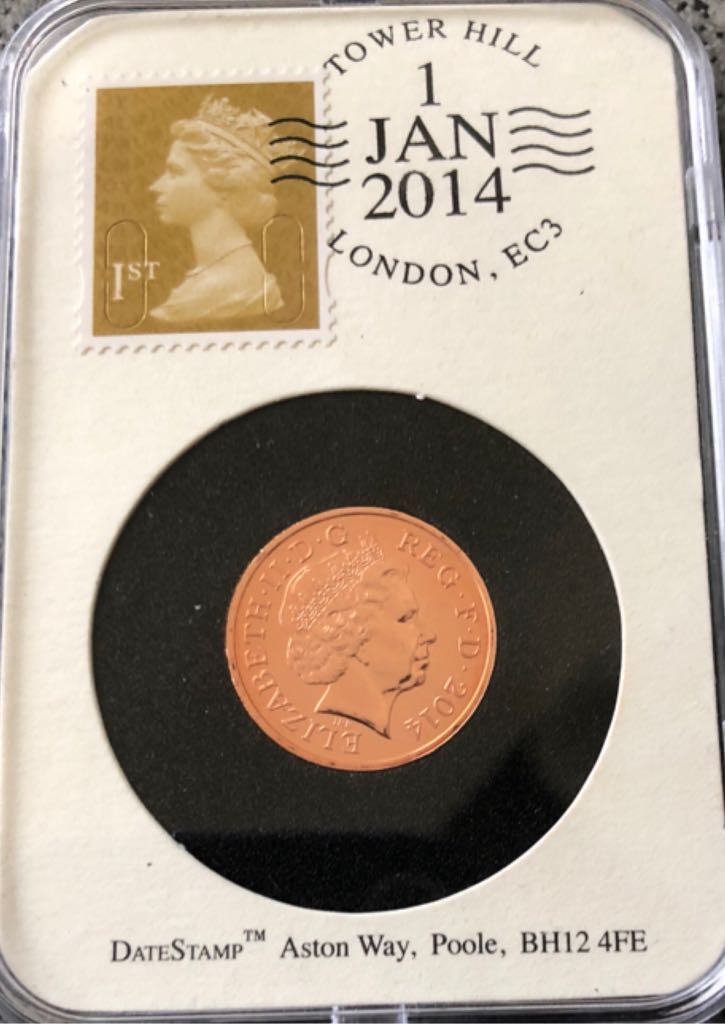 TOWER HILL
1
JAN
2014
LONDON, EC3
1ST
ELIZABETH·II·D·G REG·F·D·2014
DATESTAMP™ Aston Way, Poole, BH12 4FE